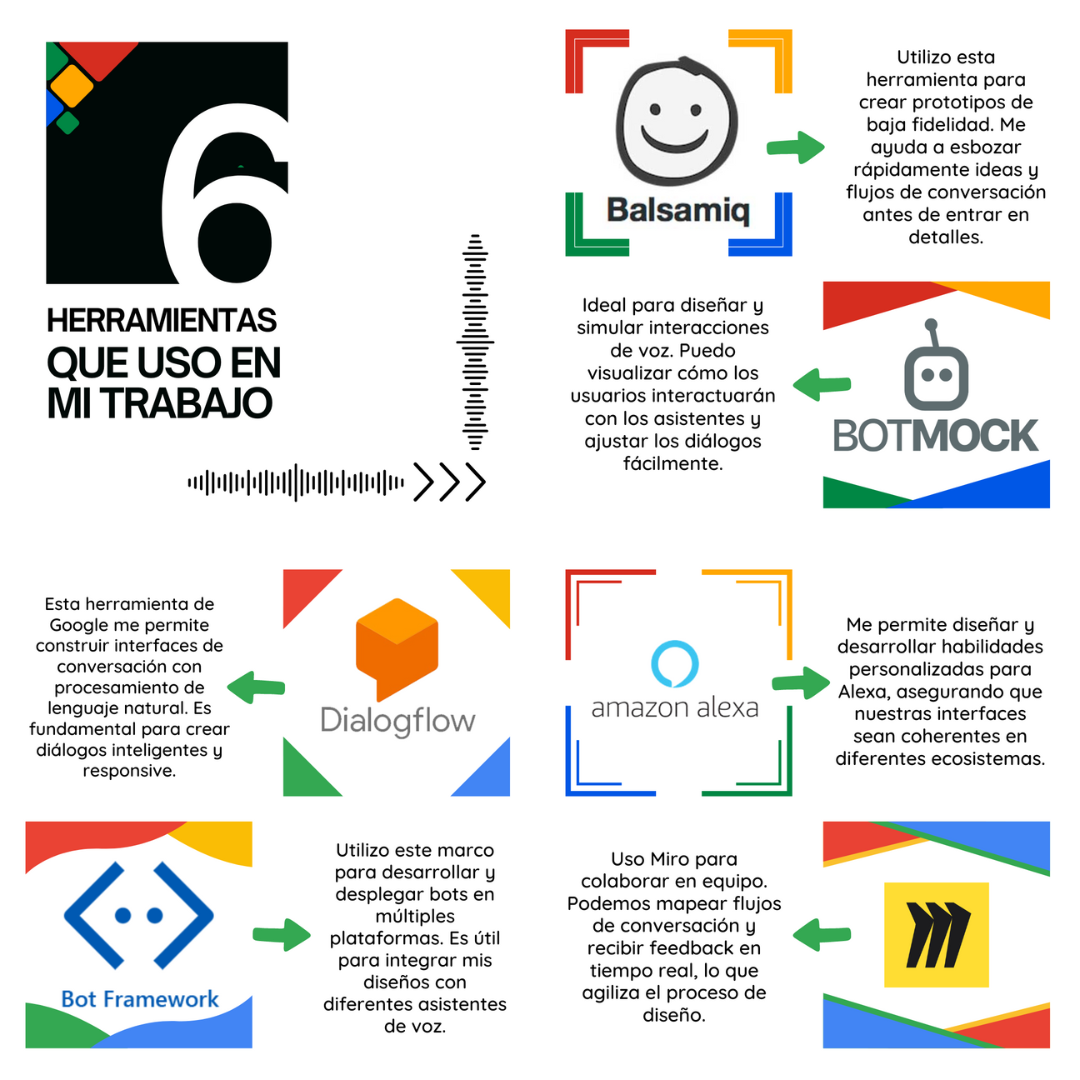 6
HERRAMIENTAS
QUE USO EN
MI TRABAJO
Balsamiq
Utilizo esta
herramienta para
crear prototipos de
baja fidelidad. Me
ayuda a esbozar
rápidamente ideas y
flujos de conversación
antes de entrar en
detalles.
Ideal para diseñar y
simular interacciones
de voz. Puedo
visualizar cómo los
usuarios interactuarán
con los asistentes y
ajustar los diálogos
fácilmente.
BOTMOCK
Esta herramienta de
Google me permite
construir interfaces de
conversación con
procesamiento de
lenguaje natural. Es
fundamental para crear
diálogos inteligentes y
responsive.
Dialogflow
amazon alexa
Me permite diseñar y
desarrollar habilidades
personalizadas para
Alexa, asegurando que
nuestras interfaces
sean coherentes en
diferentes ecosistemas.
Bot Framework
Utilizo este marco
para desarrollar y
desplegar bots en
múltiples
plataformas. Es útil
para integrar mis
diseños con
diferentes asistentes
de voz.
Uso Miro para
colaborar en equipo.
Podemos mapear flujos
de conversación y
recibir feedback en
tiempo real, lo que
agiliza el proceso de
diseño.